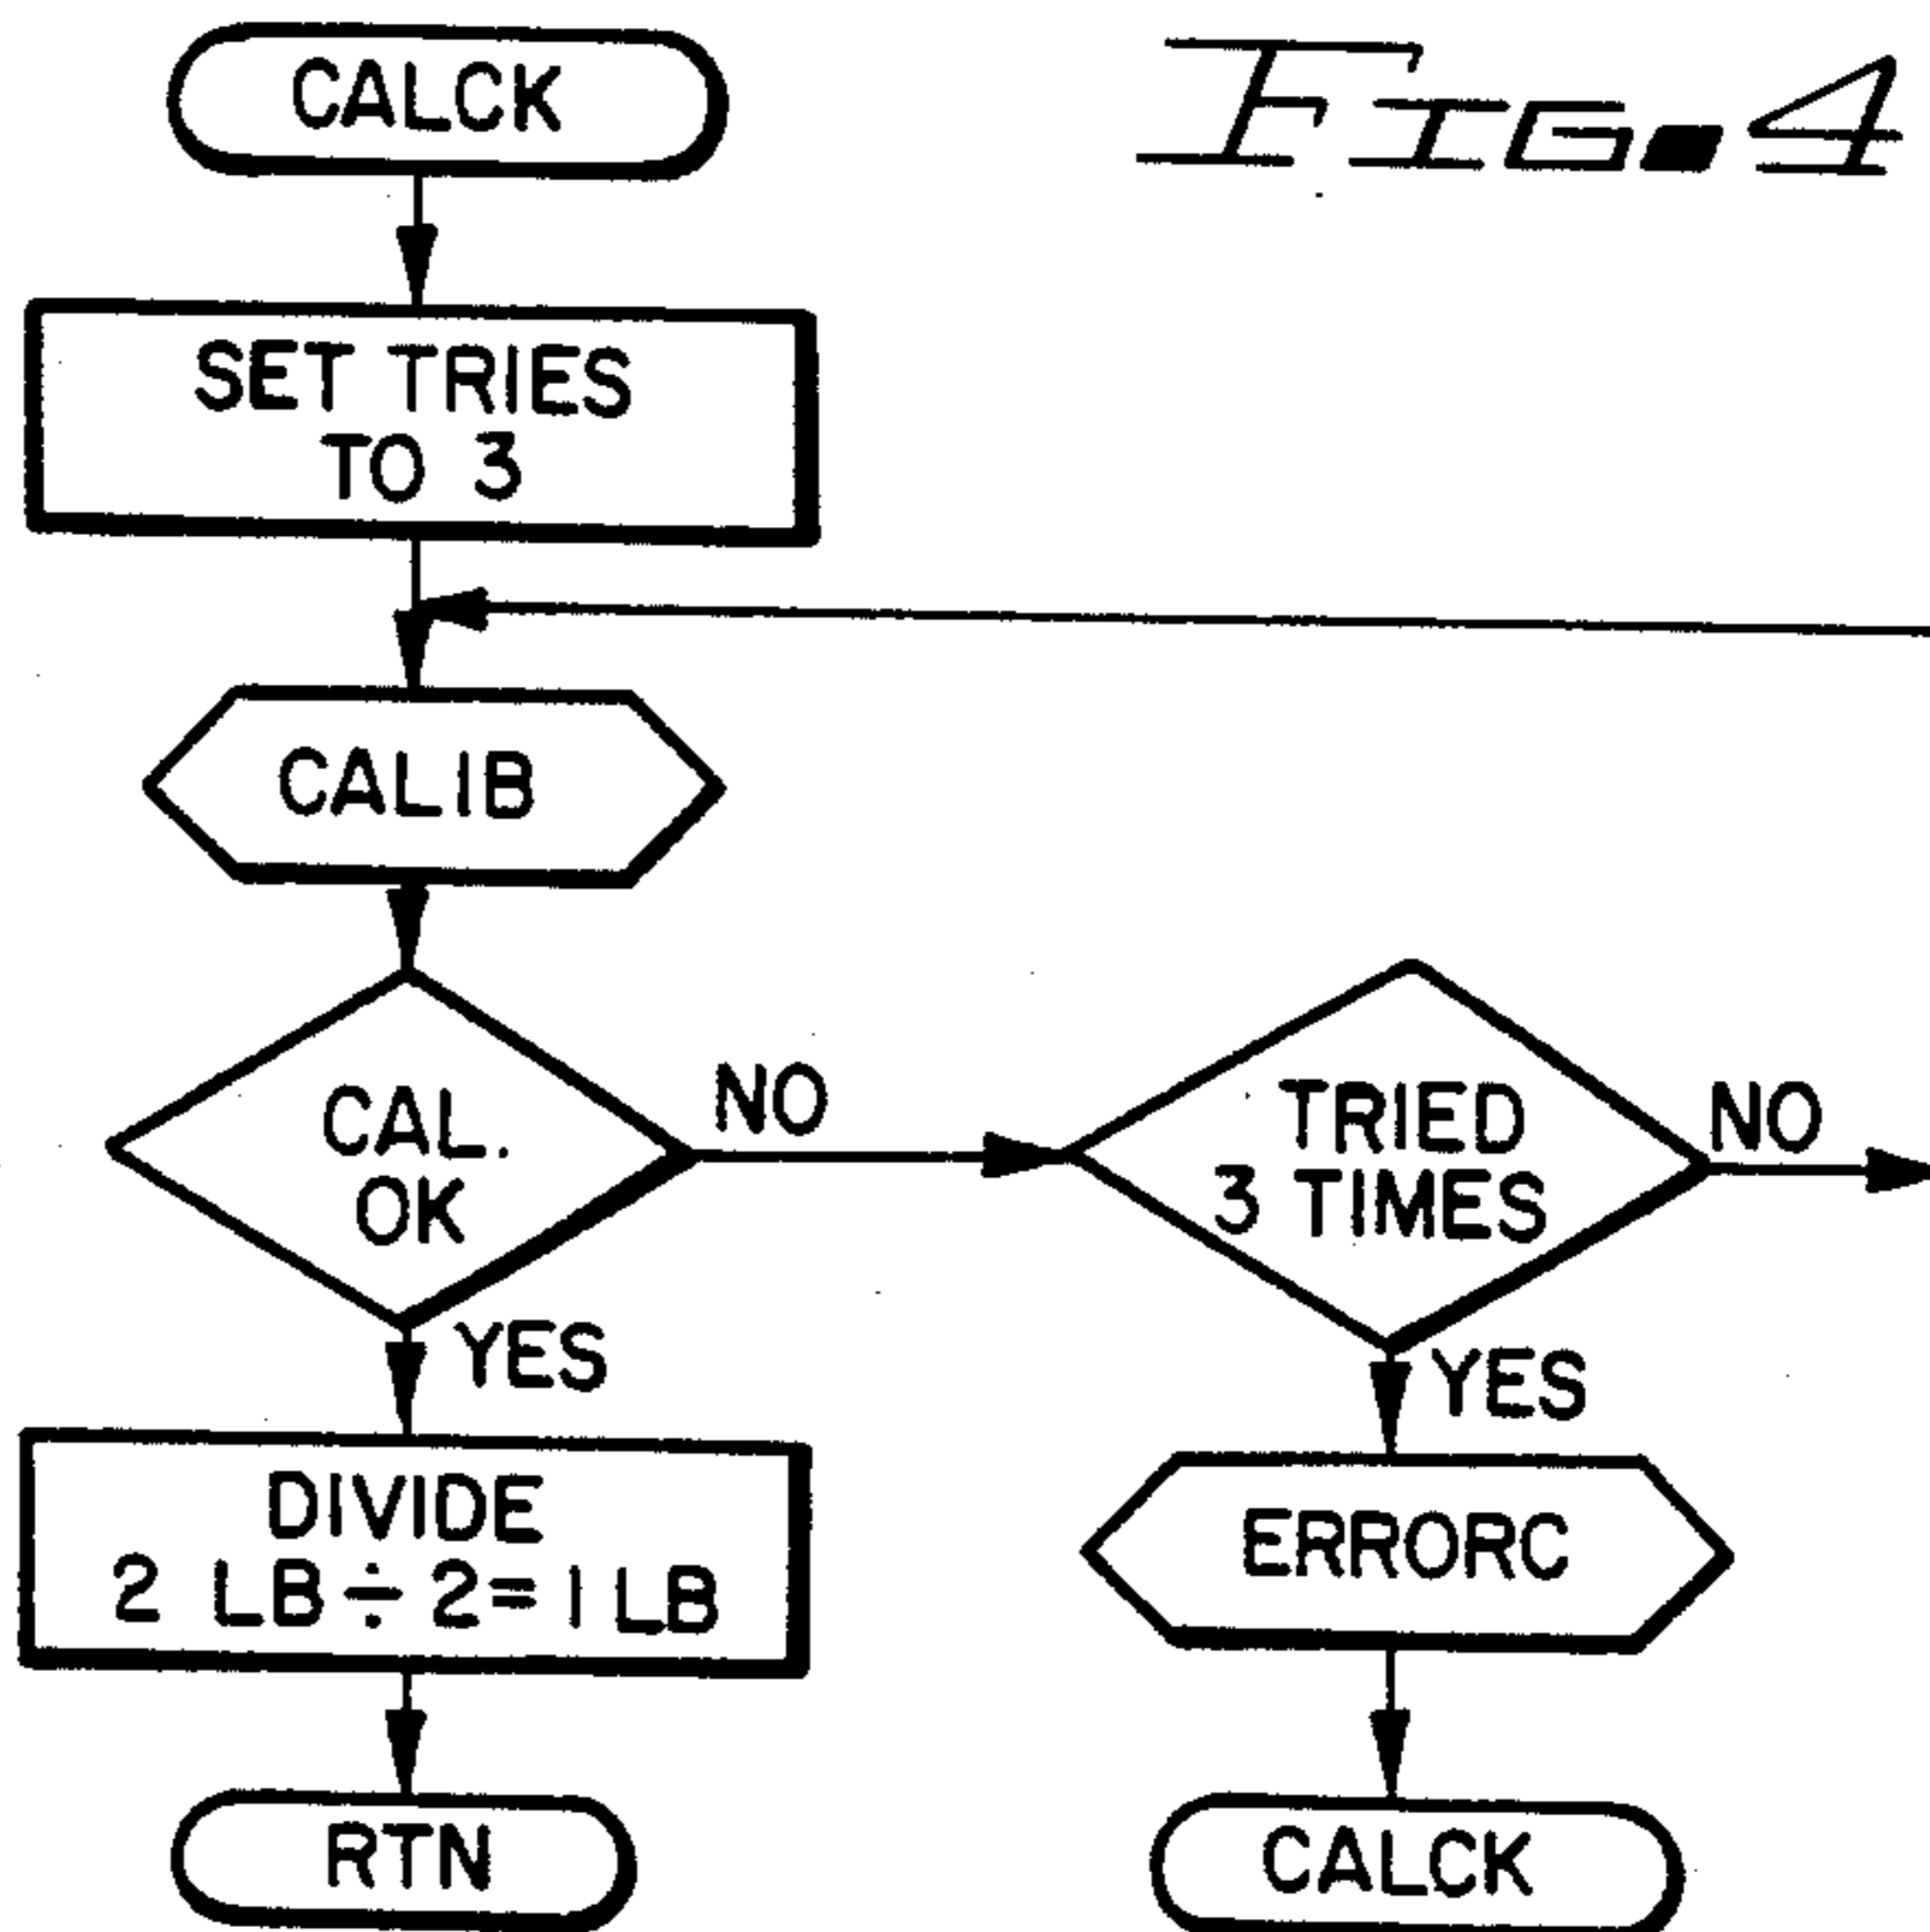 CALCK
FIG. 4
SET TRIES
TO 3
CALIB
CAL.
OK
NO
TRIED
3 TIMES
NO
YES
YES
DIVIDE
2 LB ÷ 2 = 1 LB
ERRORC
RTN
CALCK